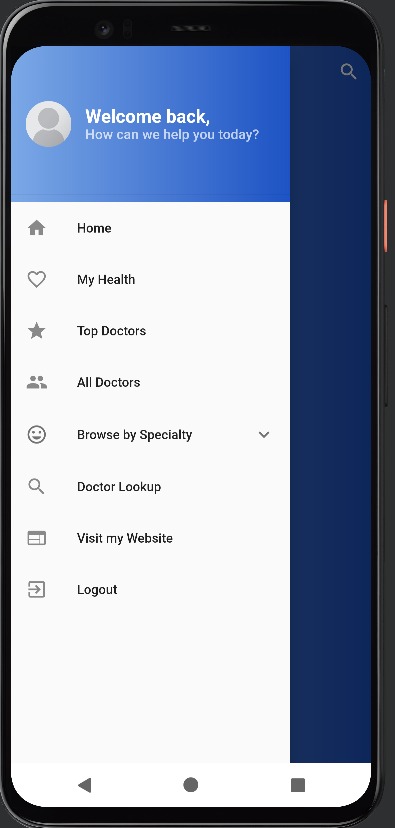 Welcome back,
How can we help you today?
Home
My Health
Top Doctors
All Doctors
Browse by Specialty
Doctor Lookup
Visit my Website
Logout